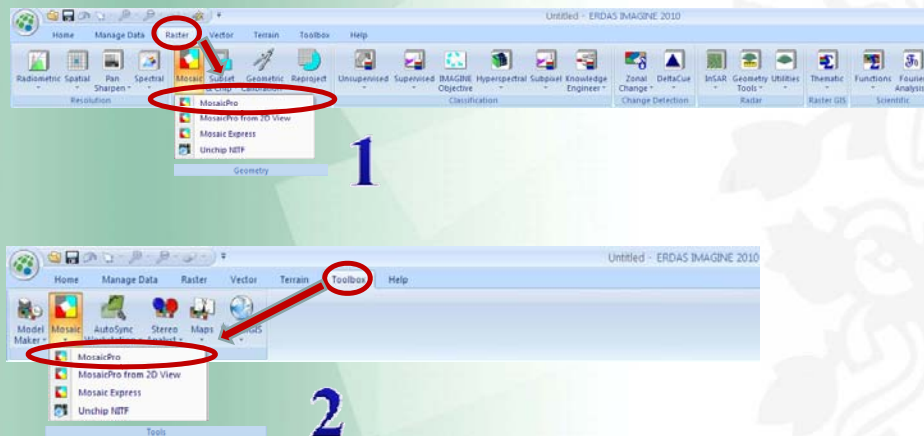 Untitled - ERDAS IMAGINE 2010
Home Manage Data Raster Vector Terrain Toolbox Help
Radiometric Spatial Pan Sharpen Spectral Mosaic Subset & Chip Geometric Calibration Reproject Unsupervised Supervised IMAGINE Objective Hyperspectral Subpixel Knowledge Engineer Zonal Change DeltaCue InSAR Geometry Tools Utilities Thematic Functions Fourier Analysis
Resolution Classification Change Detection Radar Raster GIS Scientific
MosaicPro
MosaicPro from 2D View
Mosaic Express
Unchip NITF
Geometry
1
Untitled - ERDAS IMAGINE 2010
Home Manage Data Raster Vector Terrain Toolbox Help
Model Maker Mosaic AutoSync Stereo Analyst Maps
MosaicPro
MosaicPro from 2D View
Mosaic Express
Unchip NITF
Tools
2